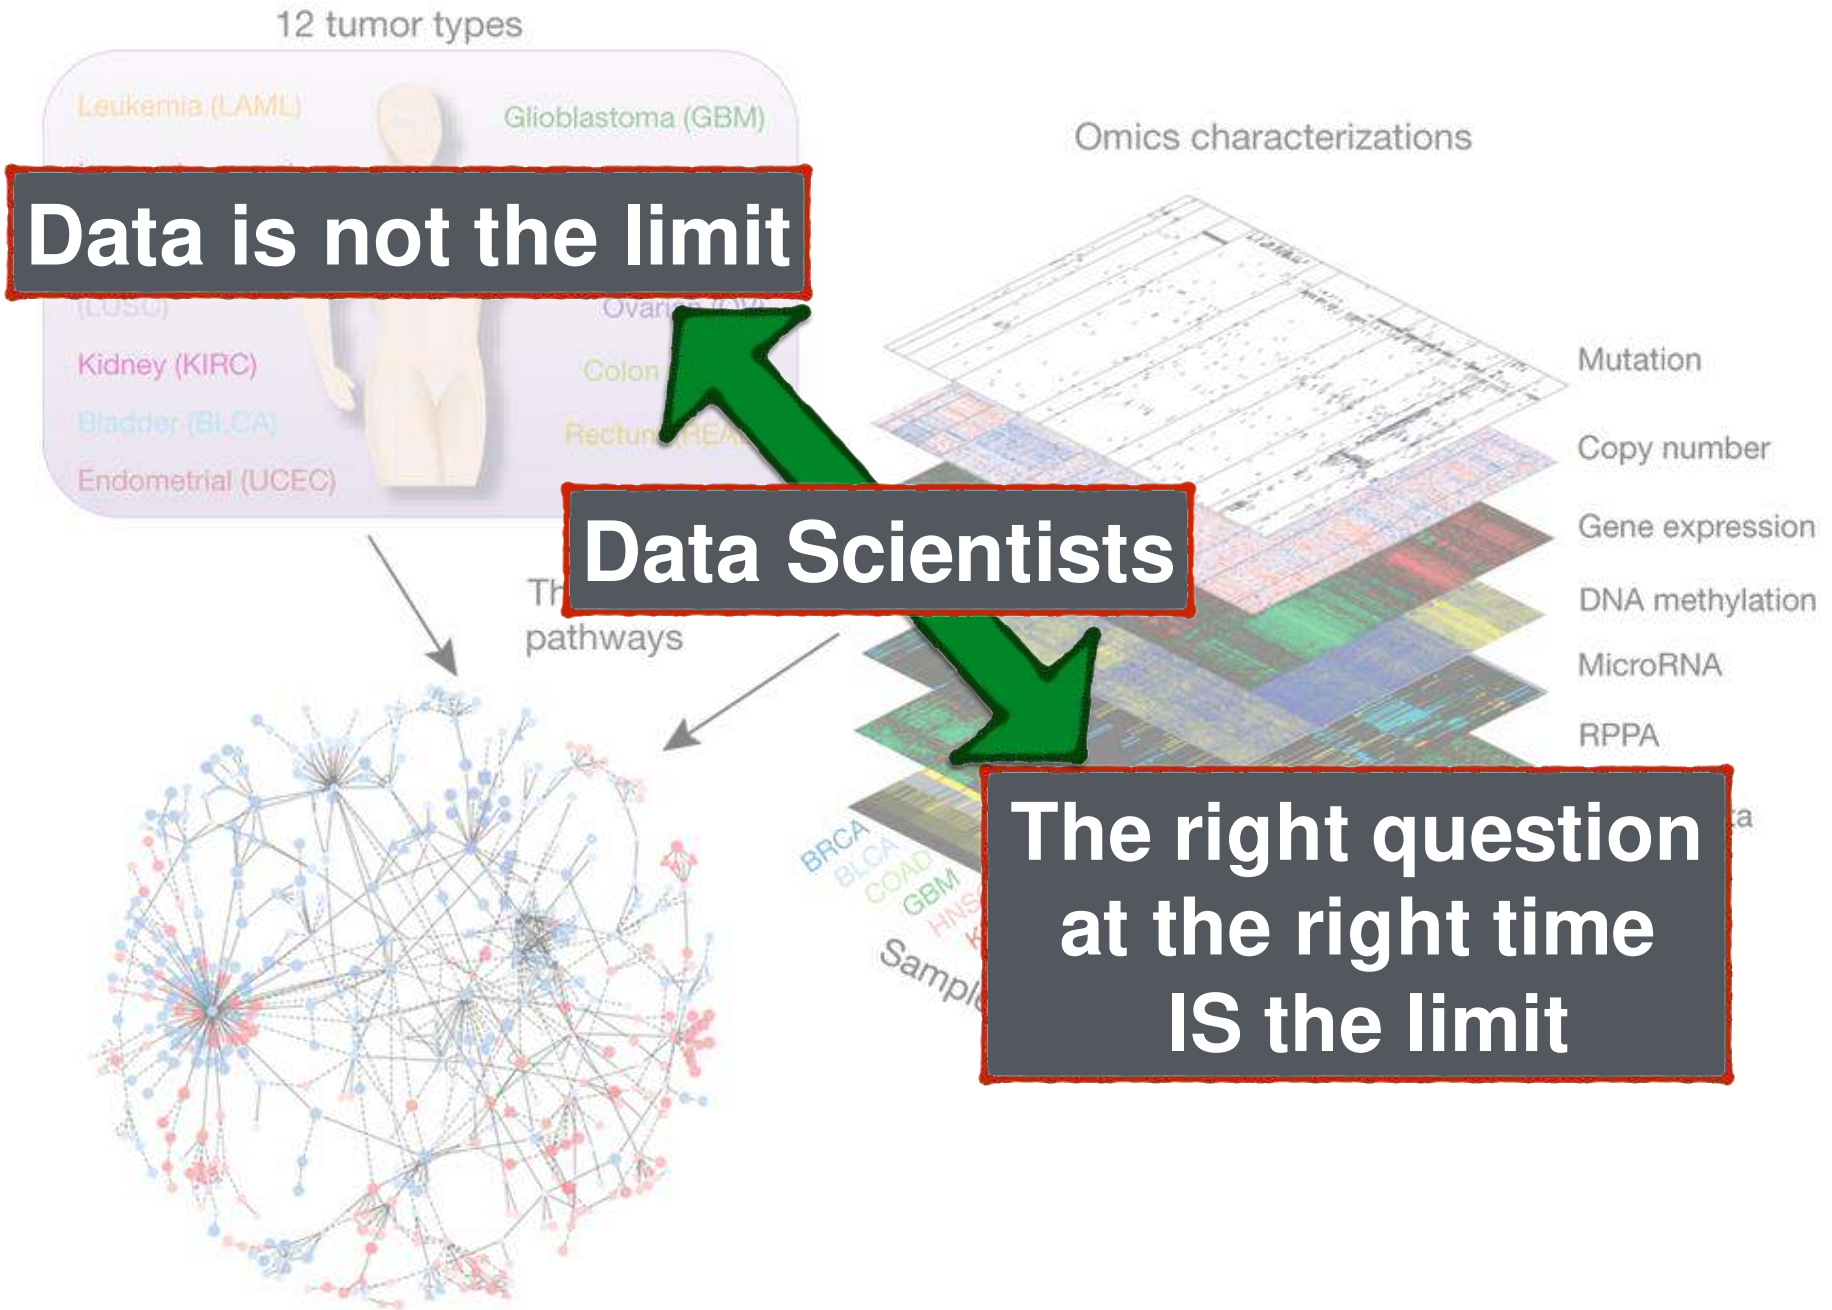 12 tumor types
Leukemia (LAML)
Glioblastoma (GBM)
Data is not the limit
(LUSC)
Kidney (KIRC)
Colon
Bladder (BLCA)
Endometrial (UCEC)
Omics characterizations
Mutation
Copy number
Gene expression
DNA methylation
MicroRNA
RPPA
Data Scientists
pathways
BRCA
BLCA
COAD
GBM
The right question
at the right time
IS the limit